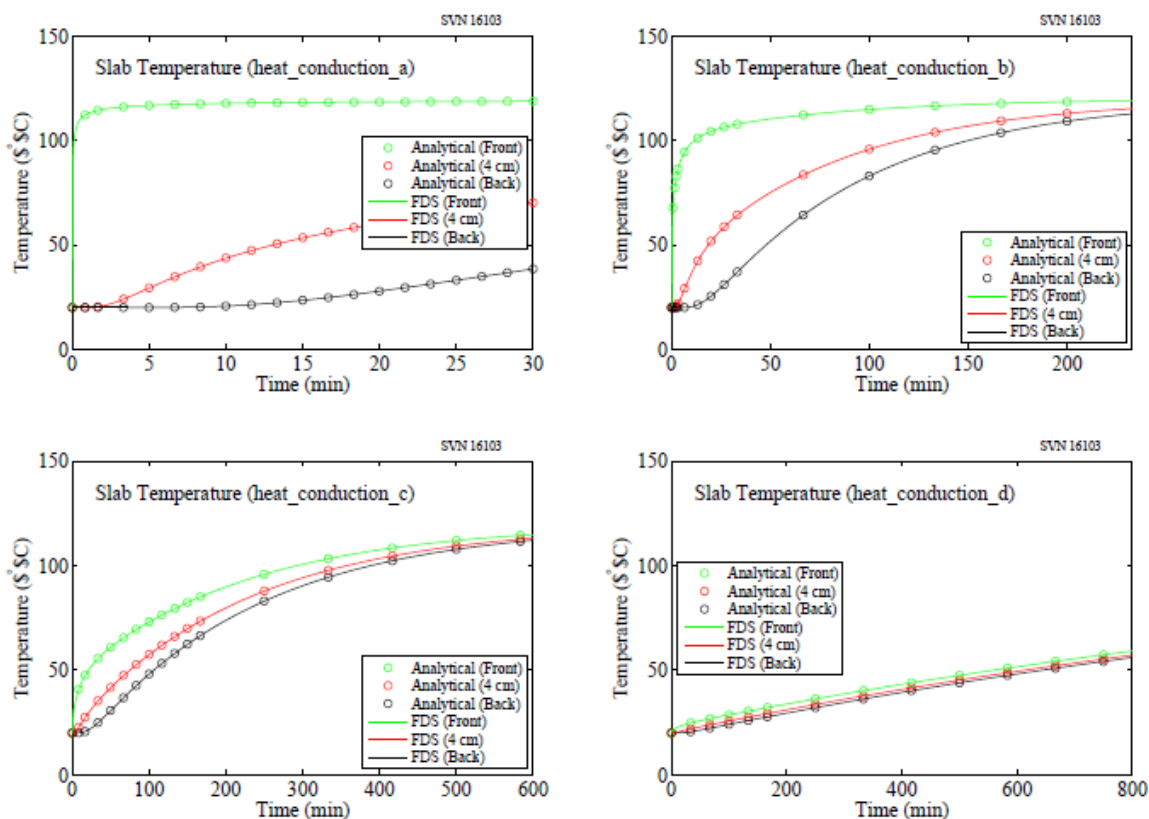 SVN 16103
150
100
50
0
Temperature ($^°$C)
Slab Temperature (heat_conduction_a)
Analytical (Front)
Analytical (4 cm)
Analytical (Back)
FDS (Front)
FDS (4 cm)
FDS (Back)
0 5 10 15 20 25 30
Time (min)
SVN 16103
150
100
50
0
Temperature ($^°$C)
Slab Temperature (heat_conduction_b)
Analytical (Front)
Analytical (4 cm)
Analytical (Back)
FDS (Front)
FDS (4 cm)
FDS (Back)
0 50 100 150 200
Time (min)
SVN 16103
150
100
50
0
Temperature ($^°$C)
Slab Temperature (heat_conduction_c)
Analytical (Front)
Analytical (4 cm)
Analytical (Back)
FDS (Front)
FDS (4 cm)
FDS (Back)
0 100 200 300 400 500 600
Time (min)
SVN 16103
150
100
50
0
Temperature ($^°$C)
Slab Temperature (heat_conduction_d)
Analytical (Front)
Analytical (4 cm)
Analytical (Back)
FDS (Front)
FDS (4 cm)
FDS (Back)
0 200 400 600 800
Time (min)